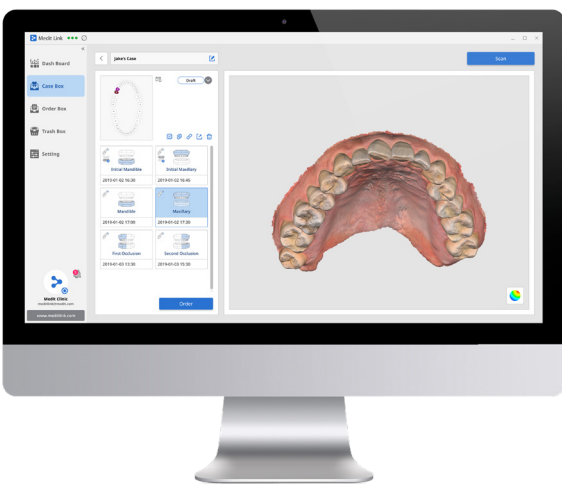 Medit Link
Dash Board
Case Box
Order Box
Trash Box
Setting
Medit Clinic
www.meditlink.com
Jake's Case
Draft
Initial Mandible
2019-01-02 16:30
Initial Maxillary
2019-01-02 16:45
Mandible
2019-01-02 17:00
Maxillary
2019-01-02 17:30
First Occlusion
2019-01-03 13:30
Second Occlusion
2019-01-03 15:30
Order
Scan